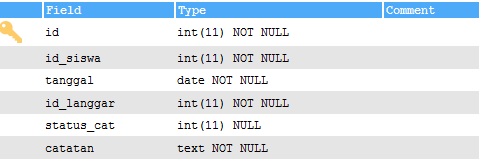 Field Type Comment
id int(11) NOT NULL
id_siswa int(11) NOT NULL
tanggal date NOT NULL
id_langgar int(11) NOT NULL
status_cat int(11) NULL
catatan text NOT NULL